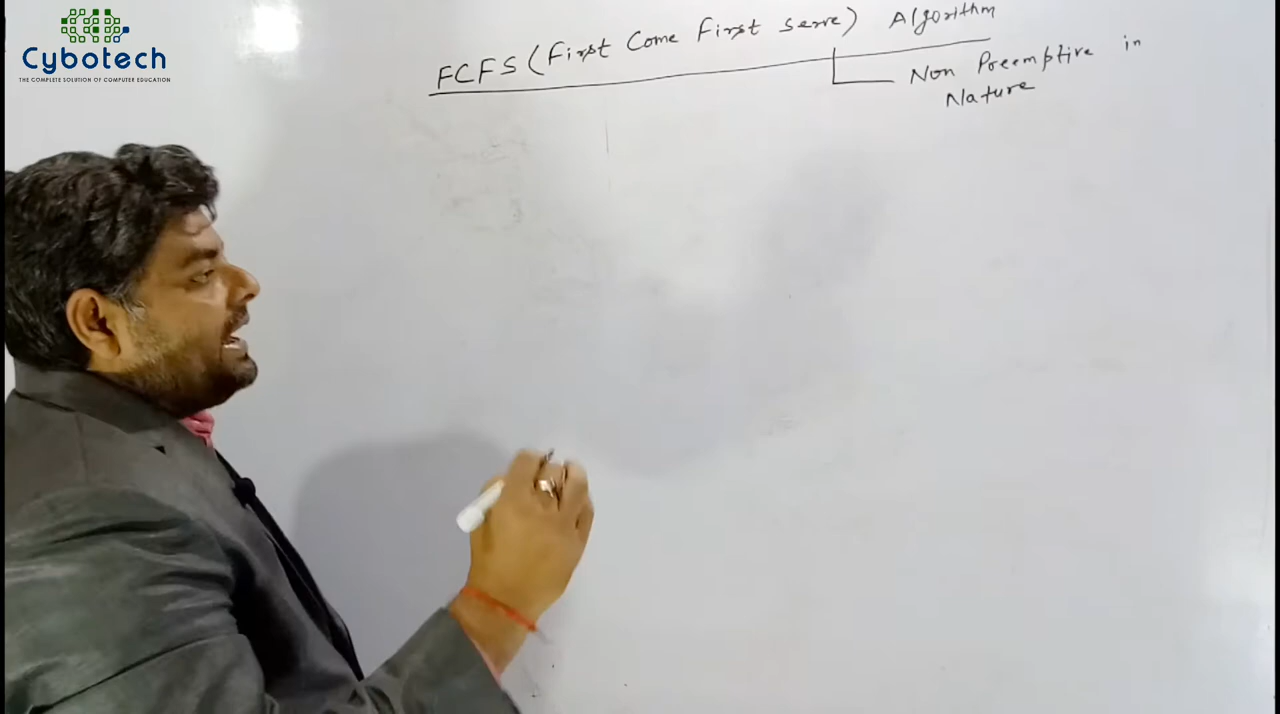 Cybotech
THE COMPLETE SOLUTION OF COMPUTER EDUCATION
FCFS (First Come First Serve) Algorithm
Non Preemptive in
Nature